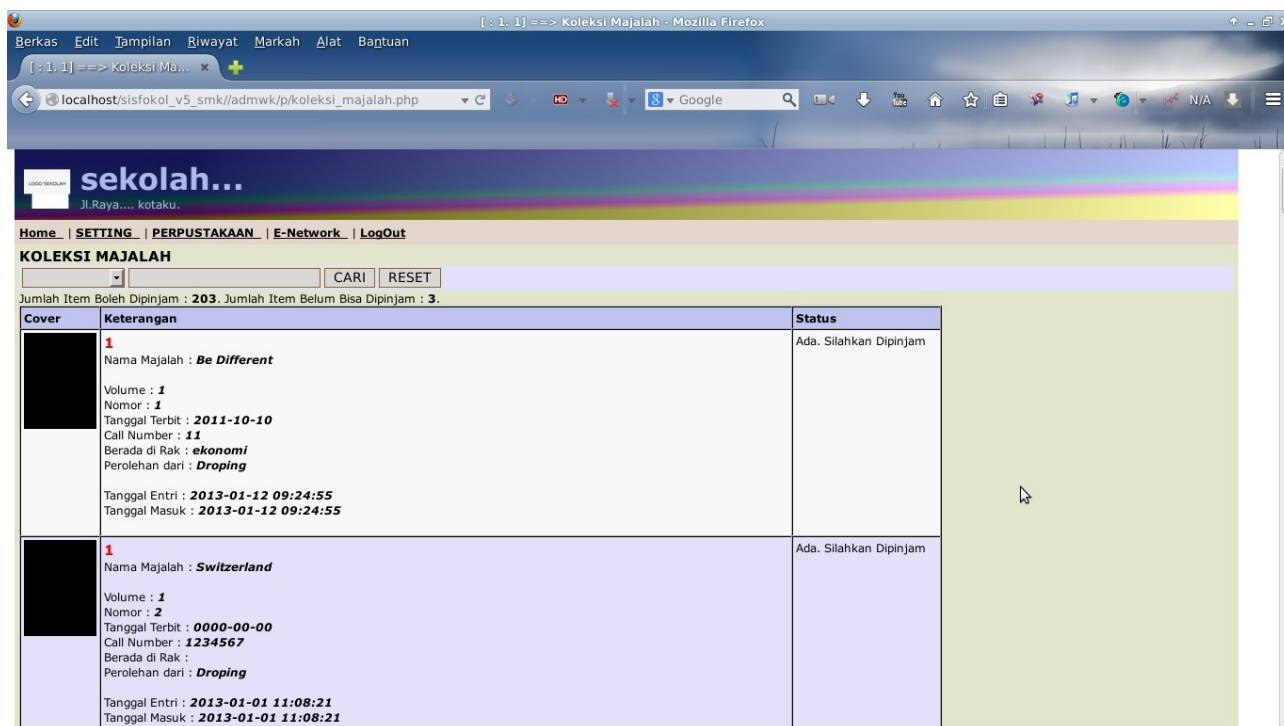 [ : 1. 1] ==> Koleksi Majalah - Mozilla Firefox
Berkas Edit Tampilan Riwayat Markah Alat Bantuan
[ : 1. 1] ==> Koleksi Ma...
localhost/sisfokol_v5_smk//admwk/p/koleksi_majalah.php HD 8 Google You Tube N/A
LOGO SEKOLAH
sekolah...
Jl.Raya.... kotaku.
Home | SETTING | PERPUSTAKAAN | E-Network | LogOut
KOLEKSI MAJALAH
CARI RESET
Jumlah Item Boleh Dipinjam : 203. Jumlah Item Belum Bisa Dipinjam : 3.
Cover Keterangan Status
1 Ada. Silahkan Dipinjam
Nama Majalah : Be Different
Volume : 1
Nomor : 1
Tanggal Terbit : 2011-10-10
Call Number : 11
Berada di Rak : ekonomi
Perolehan dari : Droping
Tanggal Entri : 2013-01-12 09:24:55
Tanggal Masuk : 2013-01-12 09:24:55
1 Ada. Silahkan Dipinjam
Nama Majalah : Switzerland
Volume : 1
Nomor : 2
Tanggal Terbit : 0000-00-00
Call Number : 1234567
Berada di Rak :
Perolehan dari : Droping
Tanggal Entri : 2013-01-01 11:08:21
Tanggal Masuk : 2013-01-01 11:08:21